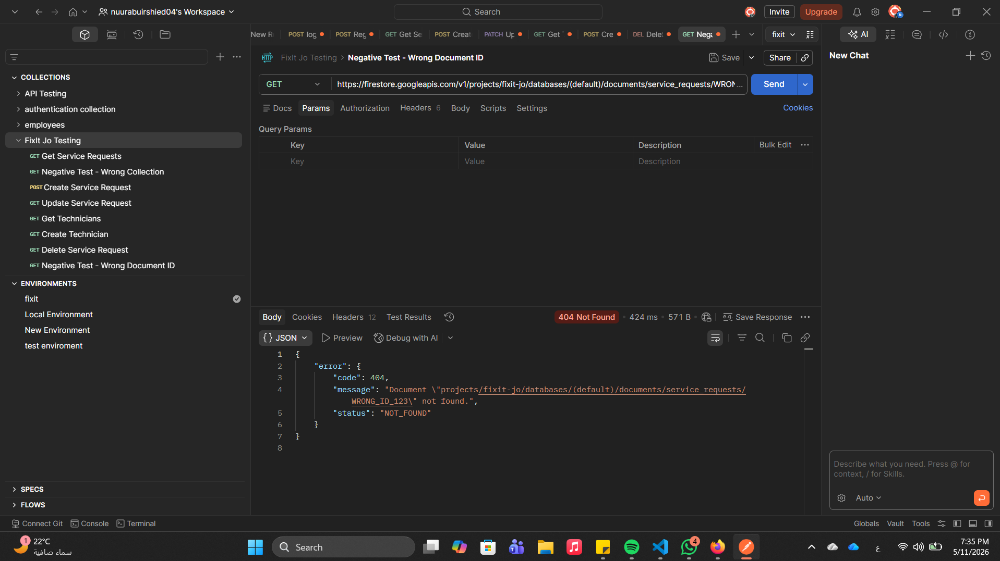 nuurabuirshied04's Workspace
Search
Invite
Upgrade
New R
POST log
POST Reg
GET Get Se
POST Creat
PATCH Up
GET Get
POST Cre
DEL Delet
GET Nega
fixit
AI
FixIt Jo Testing > Negative Test - Wrong Document ID
Save
Share
New Chat
COLLECTIONS
API Testing
authentication collection
employees
FixIt Jo Testing
GET Get Service Requests
GET Negative Test - Wrong Collection
POST Create Service Request
GET Update Service Request
GET Get Technicians
GET Create Technician
GET Delete Service Request
GET Negative Test - Wrong Document ID
ENVIRONMENTS
fixit
Local Environment
New Environment
test enviroment
SPECS
FLOWS
HTTP
GET
https://firestore.googleapis.com/v1/projects/fixit-jo/databases/(default)/documents/service_requests/WRON...
Send
Docs
Params
Authorization
Headers 6
Body
Scripts
Settings
Cookies
Query Params
Key
Value
Description
Bulk Edit
Key
Value
Description
Body
Cookies
Headers 12
Test Results
404 Not Found
424 ms
571 B
e.g. Save Response
{} JSON
Preview
Debug with AI
1 {
2 "error": {
3 "code": 404,
4 "message": "Document \"projects/fixit-jo/databases/(default)/documents/service_requests/
WRONG_ID_123\" not found.",
5 "status": "NOT_FOUND"
6 }
7 }
8
Describe what you need. Press @ for
context, / for Skills.
Auto
Connect Git
Console
Terminal
Globals
Vault
Tools
1
22°C
سماء صافية
Search
4
ع
7:35 PM
5/11/2026